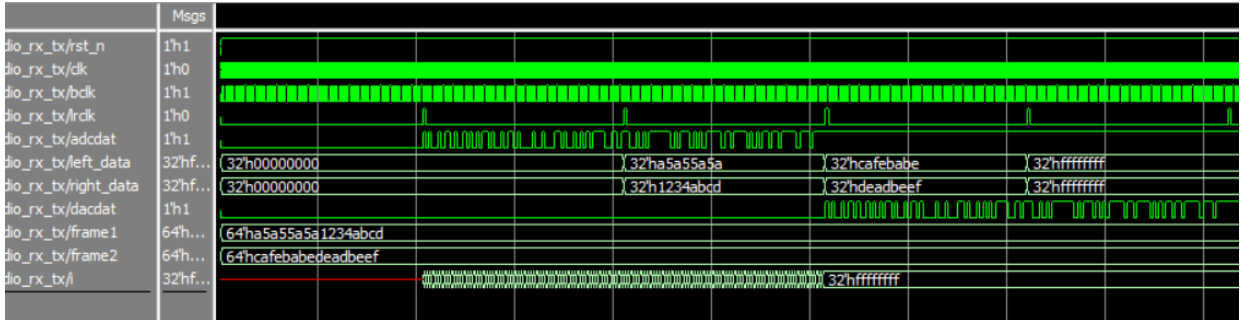 Msgs
dio_rx_tx/rst_n 1'h1
dio_rx_tx/clk 1'h0
dio_rx_tx/bclk 1'h1
dio_rx_tx/lrclk 1'h0
dio_rx_tx/adcdat 1'h1
dio_rx_tx/left_data 32'hf... 32'h00000000 32'ha5a55a5a 32'hcafebabe 32'hffffffff
dio_rx_tx/right_data 32'hf... 32'h00000000 32'h1234abcd 32'hdeadbeef 32'hffffffff
dio_rx_tx/dacdat 1'h1
dio_rx_tx/frame1 64'h... 64'ha5a55a5a1234abcd
dio_rx_tx/frame2 64'h... 64'hcafebabedeadbeef
dio_rx_tx/i 32'hf... 32'hffffffff